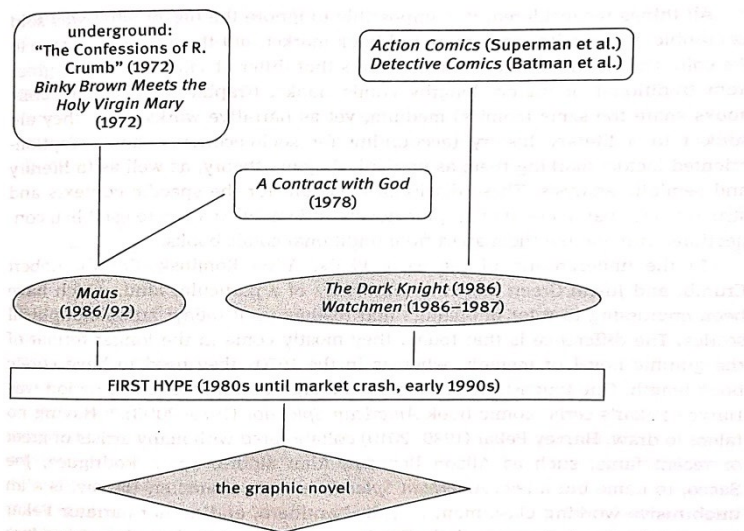 underground:
“The Confessions of R.
Crumb” (1972)
Binky Brown Meets the
Holy Virgin Mary
(1972)
Action Comics (Superman et al.)
Detective Comics (Batman et al.)
A Contract with God
(1978)
Maus
(1986/92)
The Dark Knight (1986)
Watchmen (1986–1987)
FIRST HYPE (1980s until market crash, early 1990s)
the graphic novel